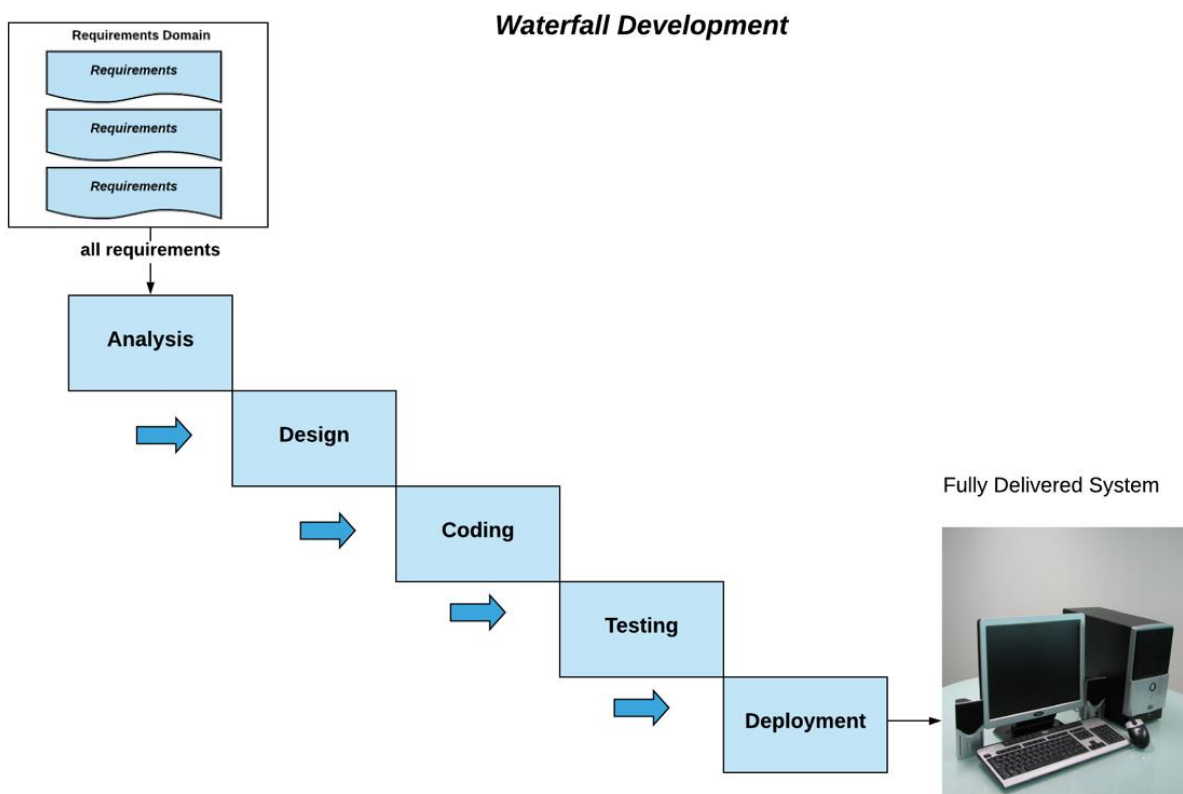 Waterfall Development
Requirements Domain
Requirements
Requirements
Requirements
all requirements
Analysis
Design
Coding
Testing
Deployment
Fully Delivered System